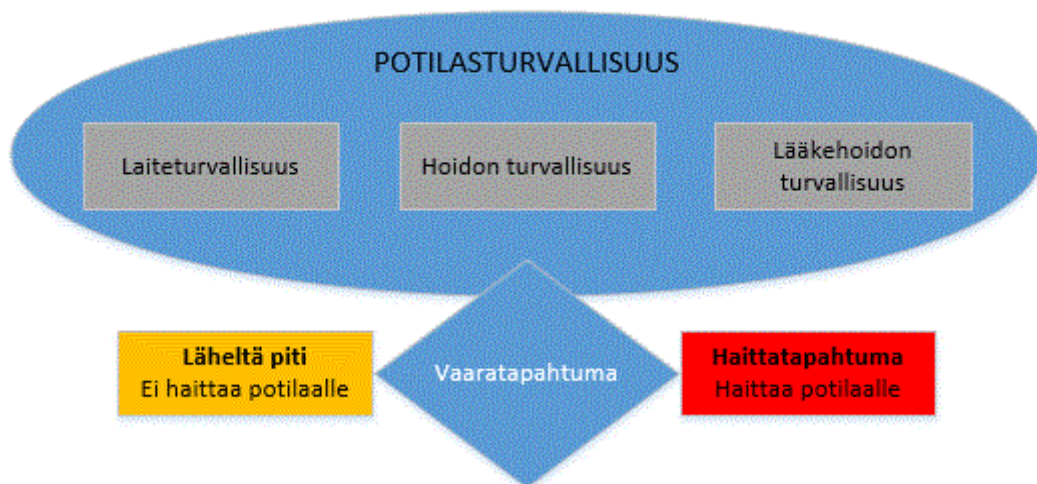 POTILASTURVALLISUUS
Laiteturvallisuus
Hoidon turvallisuus
Lääkehoidon
turvallisuus
Läheltä piti
Ei haittaa potilaalle
Vaaratapahtuma
Haittatapahtuma
Haittaa potilaalle